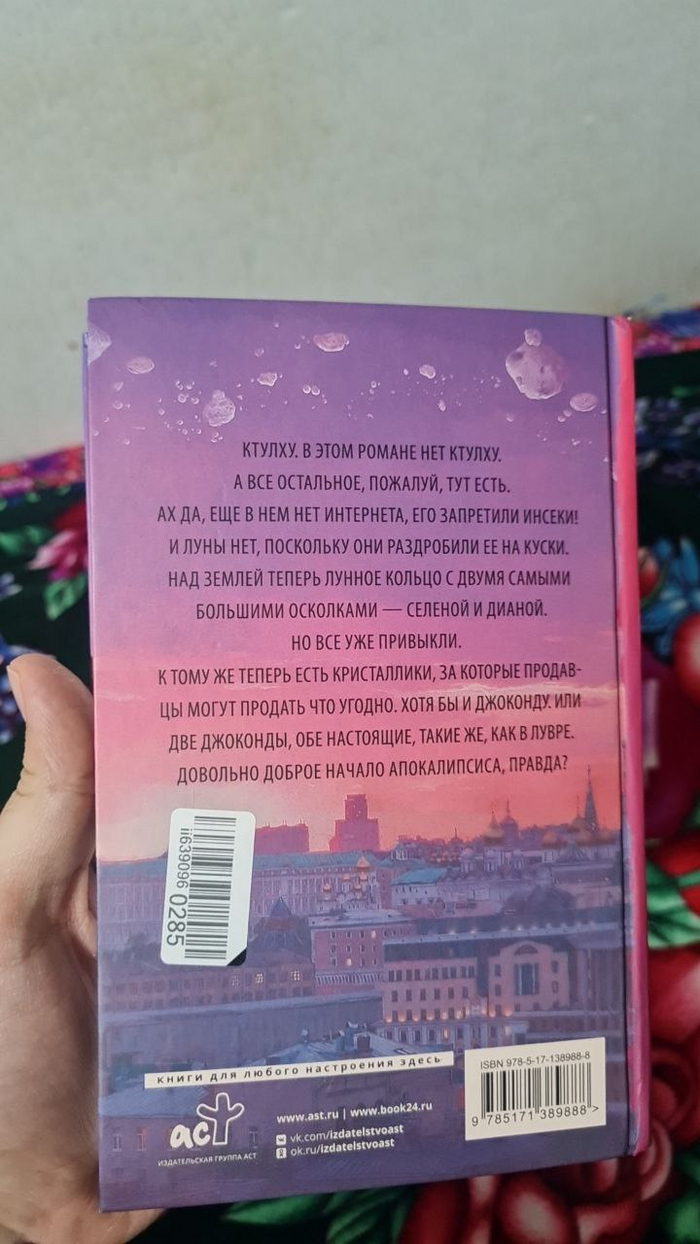 КТУЛХУ. В ЭТОМ РОМАНЕ НЕТ КТУЛХУ.
А ВСЕ ОСТАЛЬНОЕ, ПОЖАЛУЙ, ТУТ ЕСТЬ.
АХ ДА, ЕЩЕ В НЕМ НЕТ ИНТЕРНЕТА, ЕГО ЗАПРЕТИЛИ ИНСЕКИ!
И ЛУНЫ НЕТ, ПОСКОЛЬКУ ОНИ РАЗДРОБИЛИ ЕЕ НА КУСКИ.
НАД ЗЕМЛЕЙ ТЕПЕРЬ ЛУННОЕ КОЛЬЦО С ДВУМЯ САМЫМИ
БОЛЬШИМИ ОСКОЛКАМИ — СЕЛЕНОЙ И ДИАНОЙ.
НО ВСЕ УЖЕ ПРИВЫКЛИ.
К ТОМУ ЖЕ ТЕПЕРЬ ЕСТЬ КРИСТАЛЛИКИ, ЗА КОТОРЫЕ ПРОДАВ-
ЦЫ МОГУТ ПРОДАТЬ ЧТО УГОДНО. ХОТЯ БЫ И ДЖОКОНДУ. ИЛИ
ДВЕ ДЖОКОНДЫ, ОБЕ НАСТОЯЩИЕ, ТАКИЕ ЖЕ, КАК В ЛУВРЕ.
ДОВОЛЬНО ДОБРОЕ НАЧАЛО АПОКАЛИПСИСА, ПРАВДА?
ii639096 0285
книги для любого настроения здесь
аст
ИЗДАТЕЛЬСКАЯ ГРУППА АСТ
www.ast.ru | www.book24.ru
vk.com/izdatelstvoast
ok.ru/izdatelstvoast
ISBN 978-5-17-138988-8
9 785171 389888 >